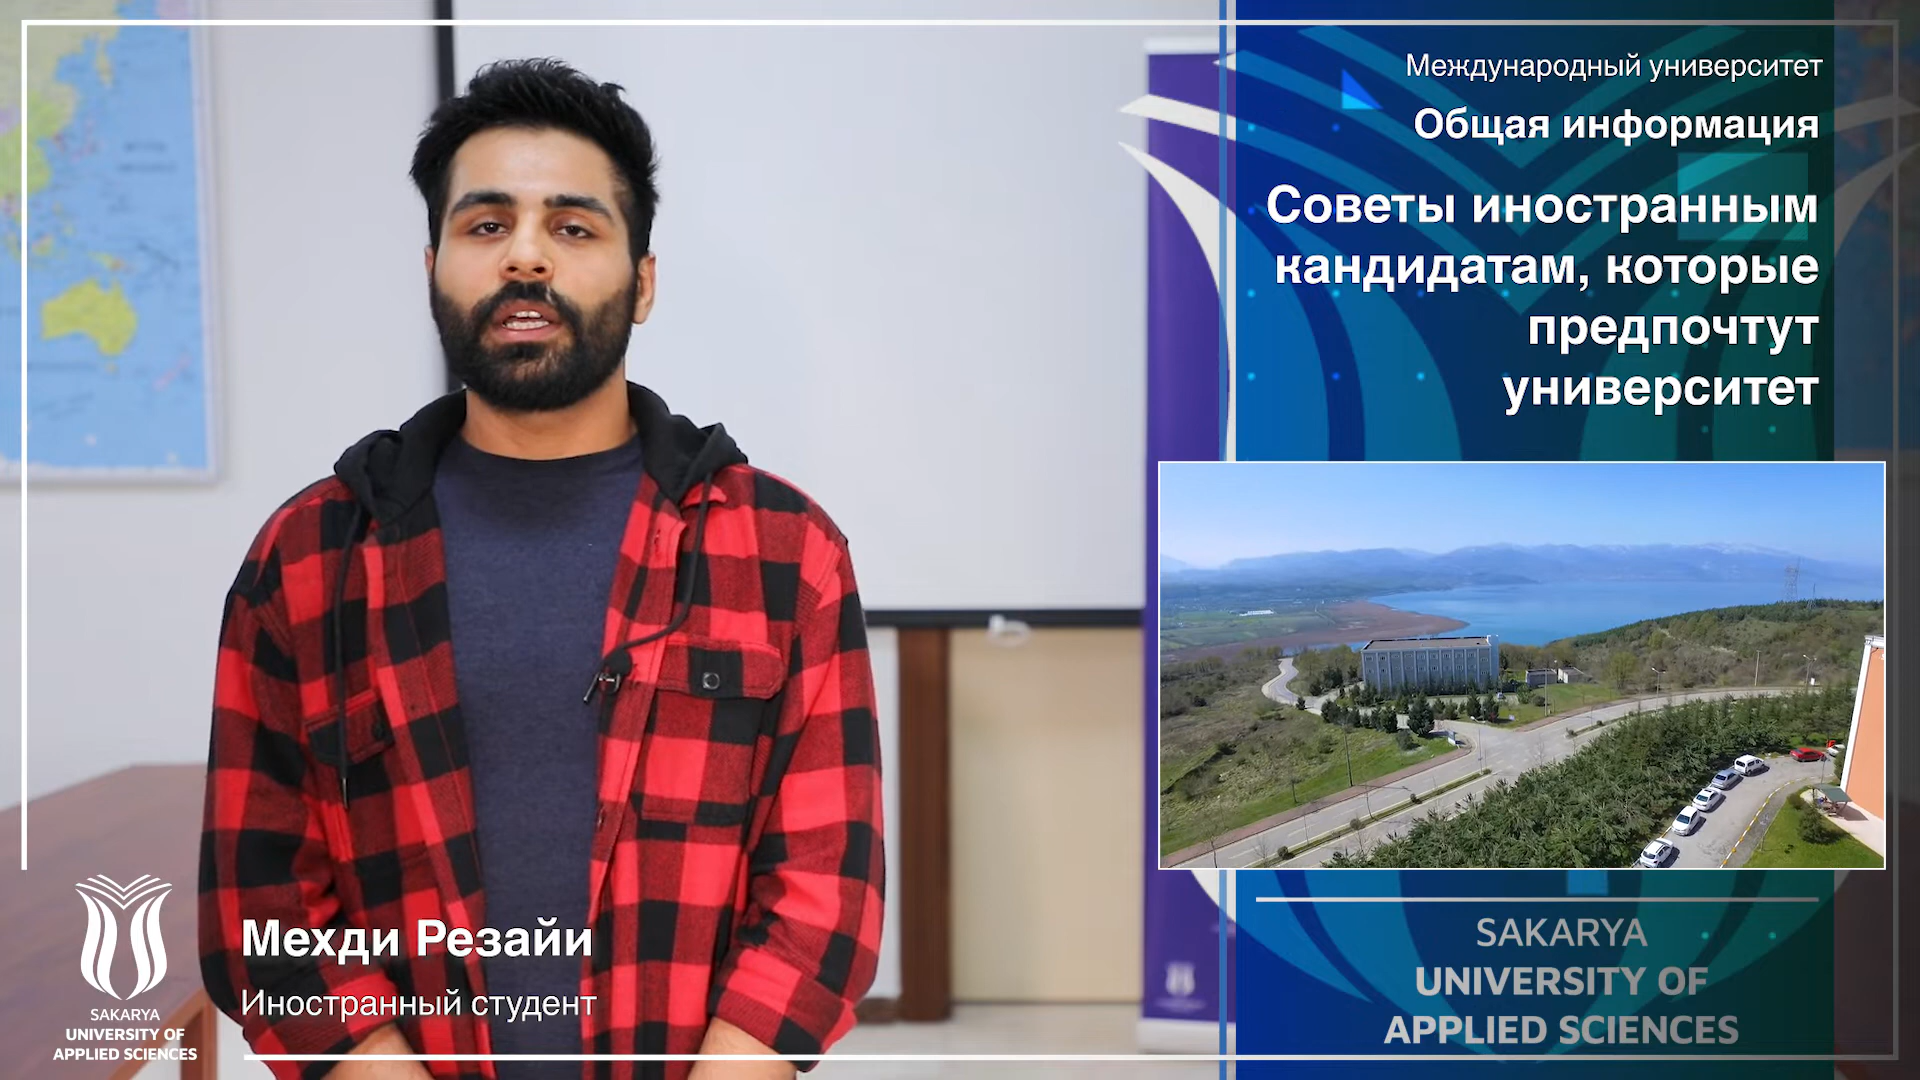 Международный университет
Общая информация
Советы иностранным
кандидатам, которые
предпочтут
университет
Мехди Резайи
Иностранный студент
SAKARYA
UNIVERSITY OF
APPLIED SCIENCES
SAKARYA
UNIVERSITY OF
APPLIED SCIENCES